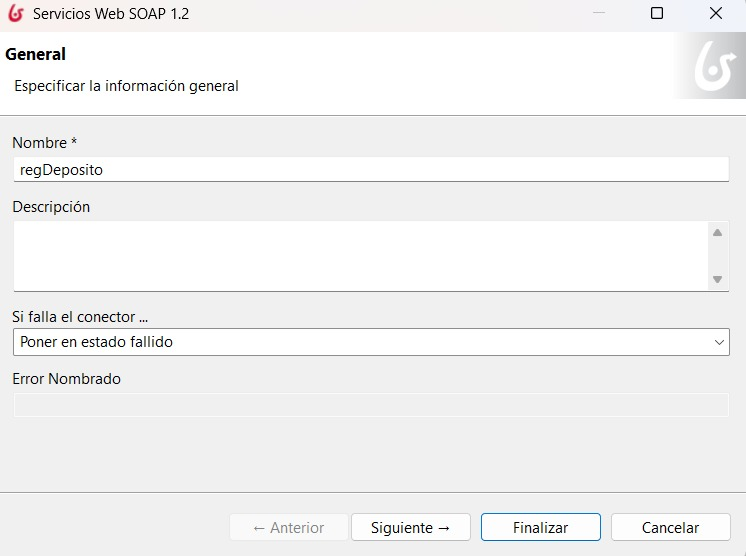 Servicios Web SOAP 1.2
General
Especificar la información general
Nombre *
regDeposito
Descripción
Si falla el conector ...
Poner en estado fallido
Error Nombrado
← Anterior
Siguiente →
Finalizar
Cancelar